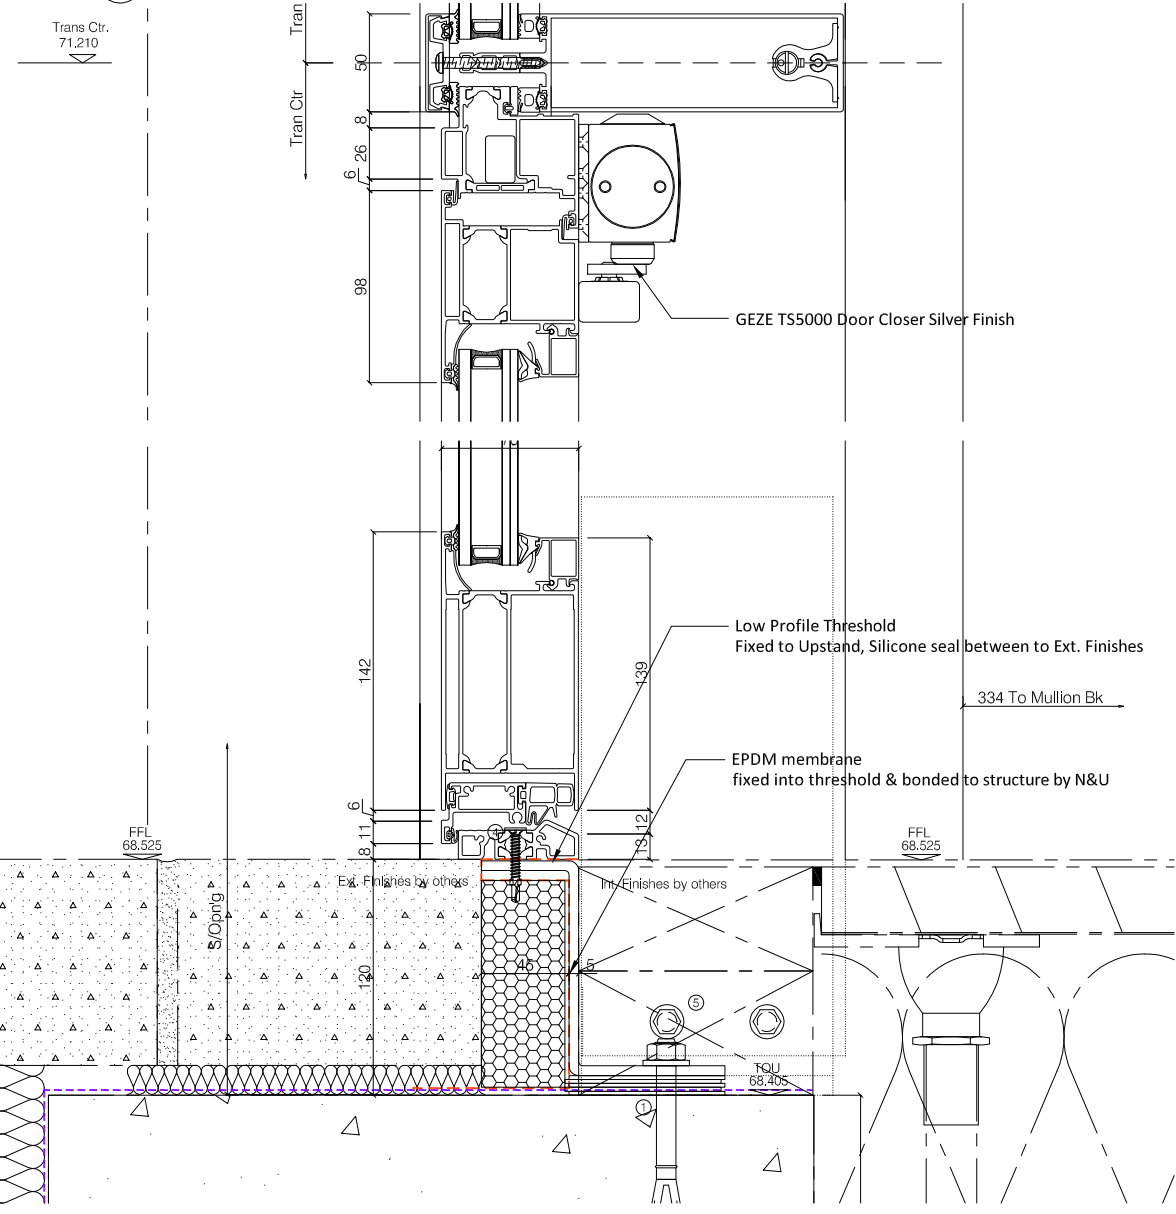 Trans Ctr.
71.210
Tran
Tran Ctr
50
8
26
6
98
GEZE TS5000 Door Closer Silver Finish
142
139
Low Profile Threshold
Fixed to Upstand, Silicone seal between to Ext. Finishes
334 To Mullion Bk
EPDM membrane
fixed into threshold & bonded to structure by N&U
6
11
8
12
13
4
FFL
68.525
FFL
68.525
Ext. Finishes by others
Int. Finishes by others
S/Opn'g
120
45
5
5
TOU
68.405
1